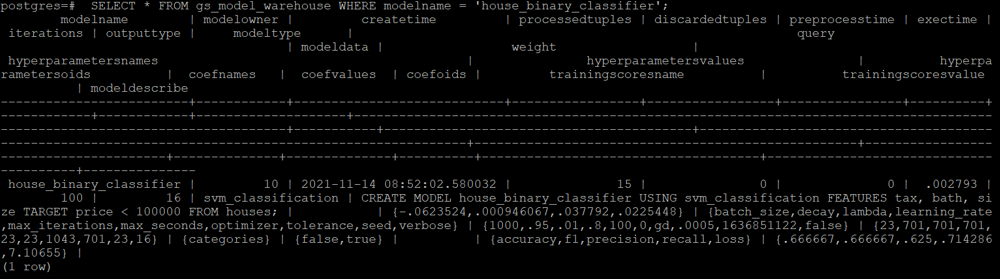 postgres=#  SELECT * FROM gs_model_warehouse WHERE modelname = 'house_binary_classifier';
        modelname         | modelowner |         createtime         | processedtuples | discardedtuples | preprocesstime | exectime |
 iterations | outputtype |     modeltype      |                                                            query
                                      | modeldata |                 weight                  |
 hyperparametersnames                                         |               hyperparametersvalues               |          hyperpa
rametersoids          |  coefnames   |  coefvalues  | coefoids |         trainingscoresname          |          trainingscoresvalue
          | modeldescribe
--------------------------+------------+----------------------------+-----------------+-----------------+----------------+----------+
------------+------------+--------------------+------------------------------------------------------------------------------------
--------------------------------------+-----------+-----------------------------------------+--------------------------------------
--------------------------------------------------------------+---------------------------------------------------+-----------------
----------------------+--------------+--------------+----------+-------------------------------------+------------------------------
----------+---------------
 house_binary_classifier |         10 | 2021-11-14 08:52:02.580032 |              15 |               0 |              0 |  .002793 |
        100 |         16 | svm_classification | CREATE MODEL house_binary_classifier USING svm_classification FEATURES tax, bath, si
ze TARGET price < 100000 FROM houses; |           | {-.0623524,.000946067,.037792,.0225448} | {batch_size,decay,lambda,learning_rate
,max_iterations,max_seconds,optimizer,tolerance,seed,verbose} | {1000,.95,.01,.8,100,0,gd,.0005,1636851122,false} | {23,701,701,701,
23,23,1043,701,23,16} | {categories} | {false,true} |          | {accuracy,f1,precision,recall,loss} | {.666667,.666667,.625,.714286
,7.10655} |
(1 row)